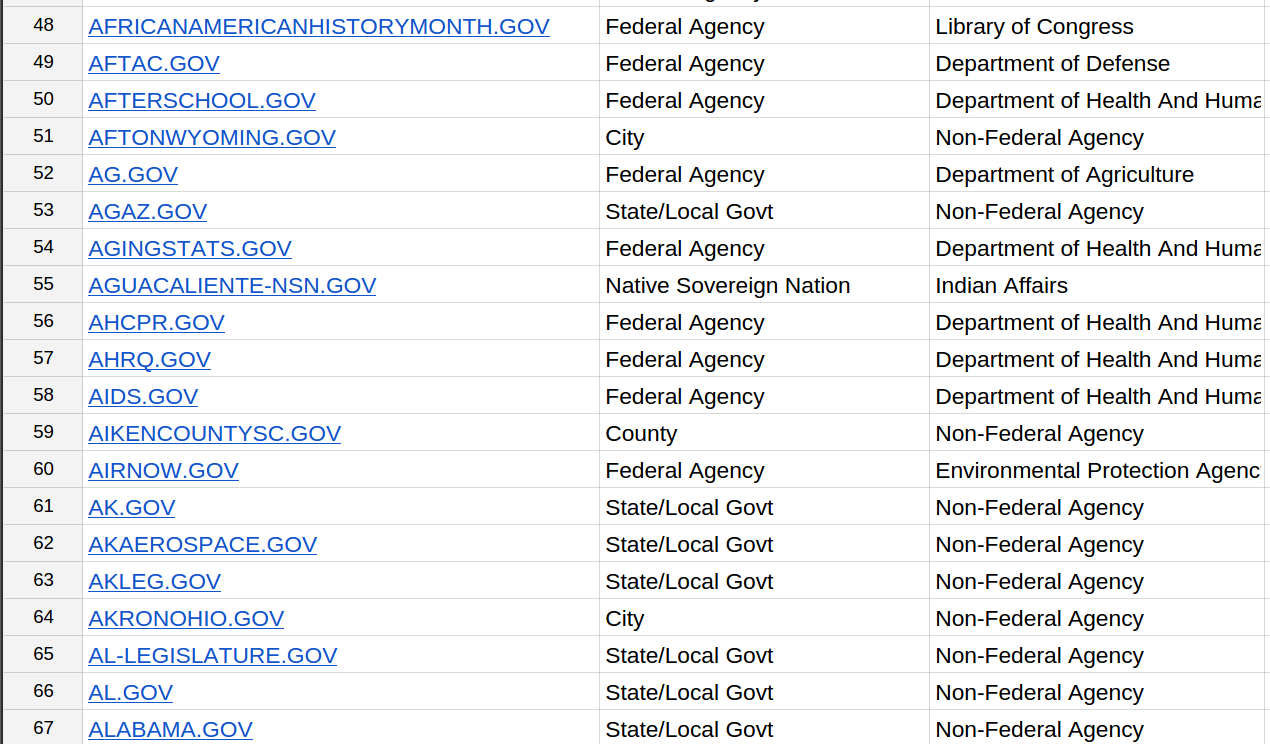 48 AFRICANAMERICANHISTORYMONTH.GOV Federal Agency Library of Congress
49 AFTAC.GOV Federal Agency Department of Defense
50 AFTERSCHOOL.GOV Federal Agency Department of Health And Huma
51 AFTONWYOMING.GOV City Non-Federal Agency
52 AG.GOV Federal Agency Department of Agriculture
53 AGAZ.GOV State/Local Govt Non-Federal Agency
54 AGINGSTATS.GOV Federal Agency Department of Health And Huma
55 AGUACALIENTE-NSN.GOV Native Sovereign Nation Indian Affairs
56 AHCPR.GOV Federal Agency Department of Health And Huma
57 AHRQ.GOV Federal Agency Department of Health And Huma
58 AIDS.GOV Federal Agency Department of Health And Huma
59 AIKENCOUNTYSC.GOV County Non-Federal Agency
60 AIRNOW.GOV Federal Agency Environmental Protection Agenc
61 AK.GOV State/Local Govt Non-Federal Agency
62 AKAEROSPACE.GOV State/Local Govt Non-Federal Agency
63 AKLEG.GOV State/Local Govt Non-Federal Agency
64 AKRONOHIO.GOV City Non-Federal Agency
65 AL-LEGISLATURE.GOV State/Local Govt Non-Federal Agency
66 AL.GOV State/Local Govt Non-Federal Agency
67 ALABAMA.GOV State/Local Govt Non-Federal Agency